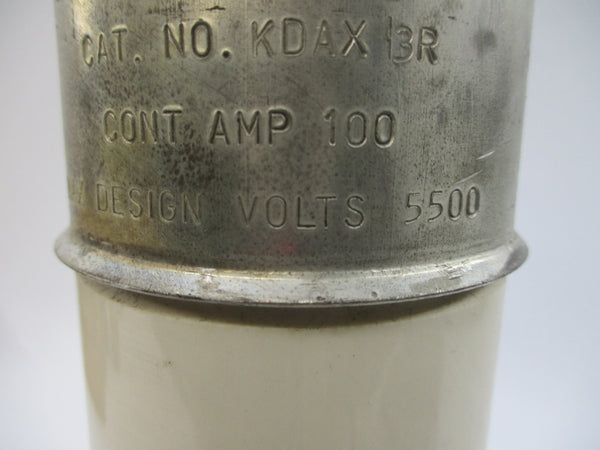 CAT. NO. KDAX 3R
CONT AMP 100
DESIGN VOLTS 5500